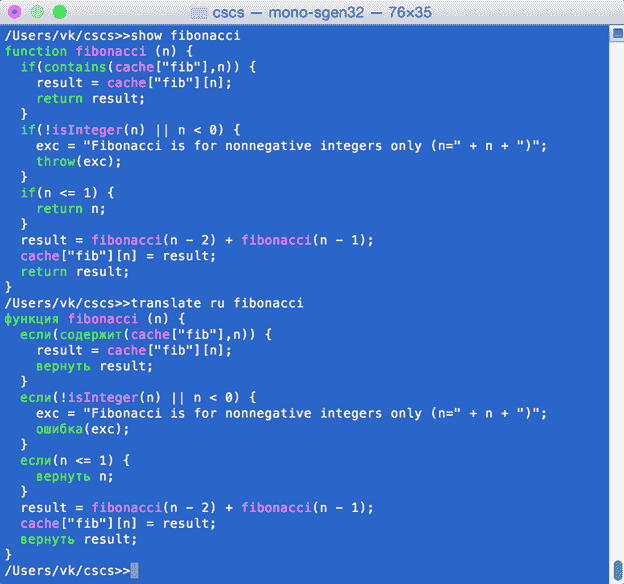 cscs — mono-sgen32 — 76×35
/Users/vk/cscs>>show fibonacci
function fibonacci (n) {
  if(contains(cache["fib"],n)) {
    result = cache["fib"][n];
    return result;
  }
  if(!isInteger(n) || n < 0) {
    exc = "Fibonacci is for nonnegative integers only (n=" + n + ")";
    throw(exc);
  }
  if(n <= 1) {
    return n;
  }
  result = fibonacci(n - 2) + fibonacci(n - 1);
  cache["fib"][n] = result;
  return result;
}
/Users/vk/cscs>>translate ru fibonacci
функция fibonacci (n) {
  если(содержит(cache["fib"],n)) {
    result = cache["fib"][n];
    вернуть result;
  }
  если(!isInteger(n) || n < 0) {
    exc = "Fibonacci is for nonnegative integers only (n=" + n + ")";
    ошибка(exc);
  }
  если(n <= 1) {
    вернуть n;
  }
  result = fibonacci(n - 2) + fibonacci(n - 1);
  cache["fib"][n] = result;
  вернуть result;
}
/Users/vk/cscs>>